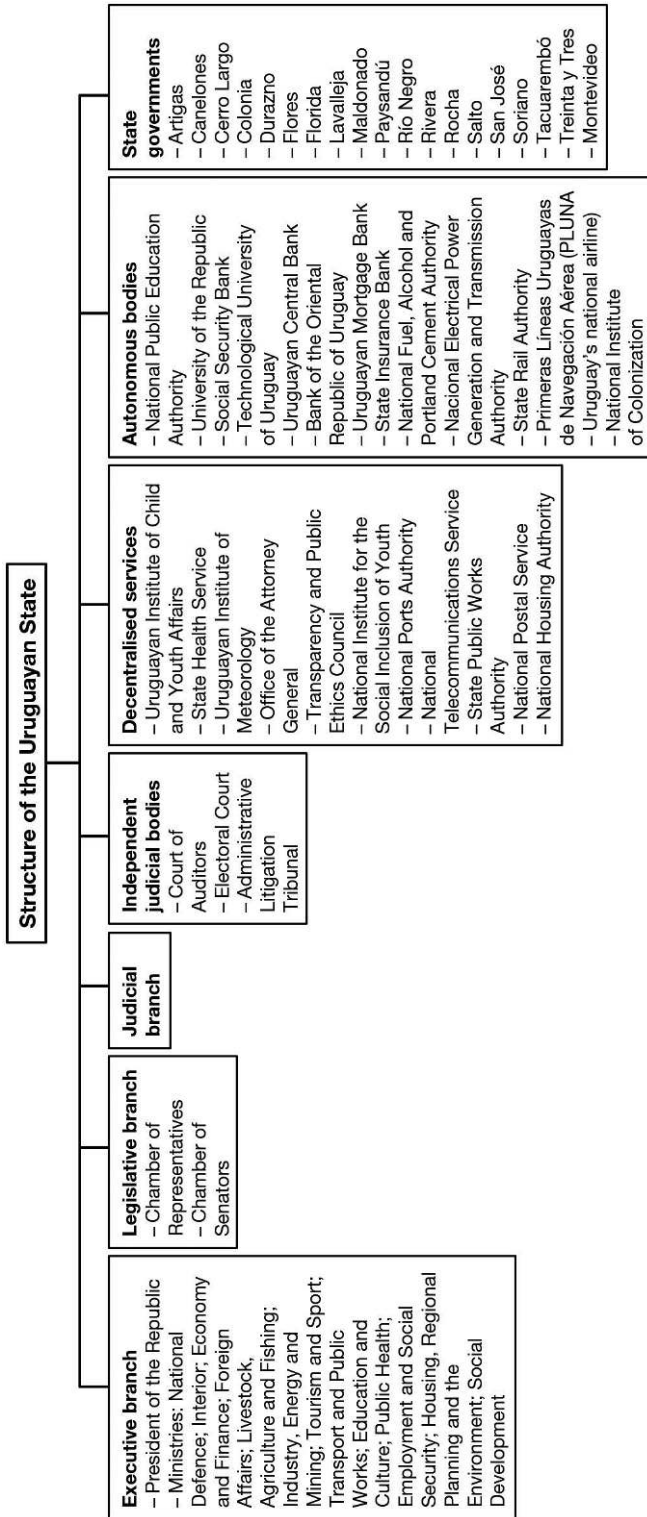 Structure of the Uruguayan State
Executive branch
– President of the Republic
– Ministries: National
Defence; Interior; Economy
and Finance; Foreign
Affairs; Livestock,
Agriculture and Fishing;
Industry, Energy and
Mining; Tourism and Sport;
Transport and Public
Works; Education and
Culture; Public Health;
Employment and Social
Security; Housing, Regional
Planning and the
Environment; Social
Development
Legislative branch
– Chamber of
Representatives
– Chamber of
Senators
Judicial
branch
Independent
judicial bodies
– Court of
Auditors
– Electoral Court
– Administrative
Litigation
Tribunal
Decentralised services
– Uruguayan Institute of Child
and Youth Affairs
– State Health Service
– Uruguayan Institute of
Meteorology
– Office of the Attorney
General
– Transparency and Public
Ethics Council
– National Institute for the
Social Inclusion of Youth
– National Ports Authority
– National
Telecommunications Service
– State Public Works
Authority
– National Postal Service
– National Housing Authority
Autonomous bodies
– National Public Education
Authority
– University of the Republic
– Social Security Bank
– Technological University
of Uruguay
– Uruguayan Central Bank
– Bank of the Oriental
Republic of Uruguay
– Uruguayan Mortgage Bank
– State Insurance Bank
– National Fuel, Alcohol and
Portland Cement Authority
– Nacional Electrical Power
Generation and Transmission
Authority
– State Rail Authority
– Primeras Líneas Uruguayas
de Navegación Aérea (PLUNA
– Uruguay's national airline)
– National Institute
of Colonization
State
governments
– Artigas
– Canelones
– Cerro Largo
– Colonia
– Durazno
– Flores
– Florida
– Lavalleja
– Maldonado
– Paysandú
– Río Negro
– Rivera
– Rocha
– Salto
– San José
– Soriano
– Tacuarembó
– Treinta y Tres
– Montevideo